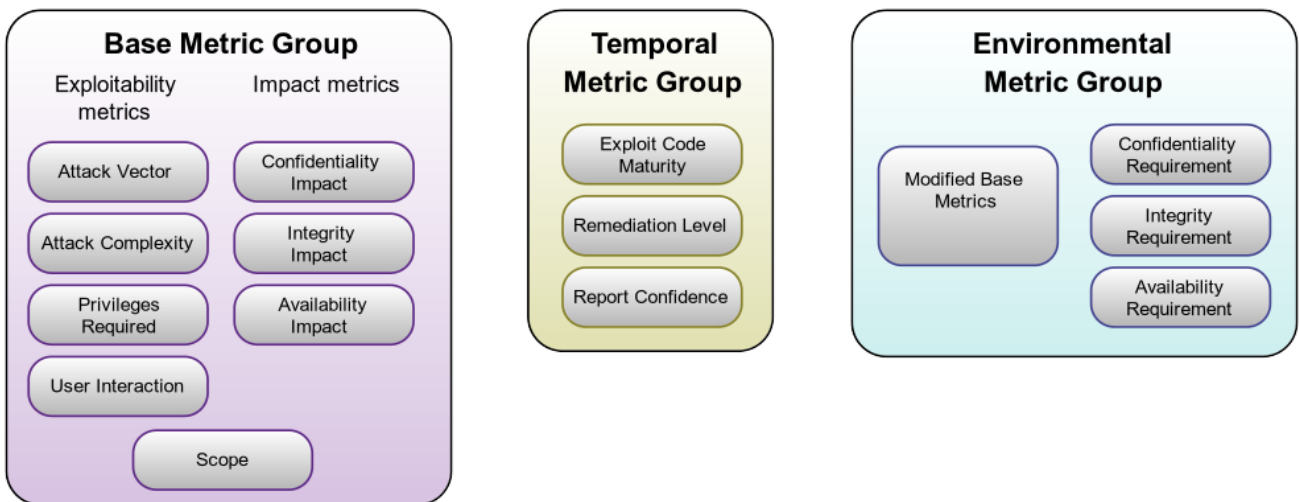 Base Metric Group
Exploitability
metrics
Impact metrics
Attack Vector
Attack Complexity
Privileges
Required
User Interaction
Confidentiality
Impact
Integrity
Impact
Availability
Impact
Scope
Temporal
Metric Group
Exploit Code
Maturity
Remediation Level
Report Confidence
Environmental
Metric Group
Modified Base
Metrics
Confidentiality
Requirement
Integrity
Requirement
Availability
Requirement